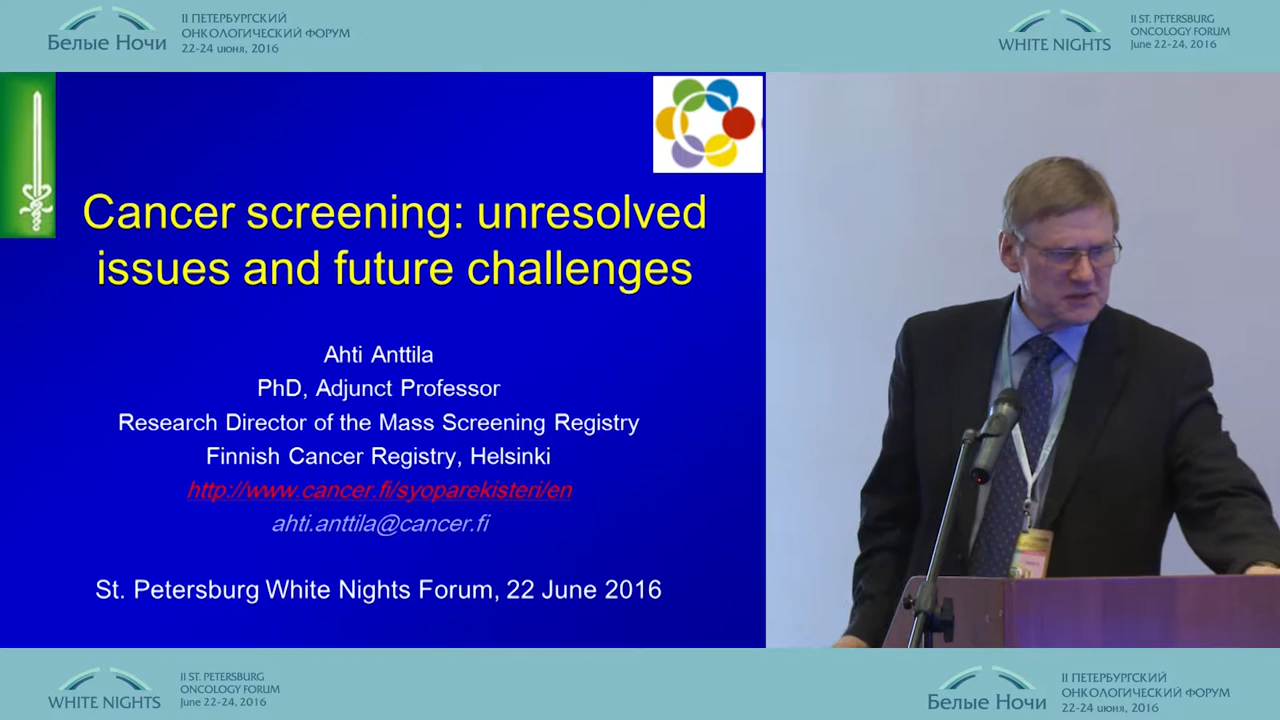 Белые Ночи
II ПЕТЕРБУРГСКИЙ
ОНКОЛОГИЧЕСКИЙ ФОРУМ
22-24 июня, 2016
WHITE NIGHTS
II ST. PETERSBURG
ONCOLOGY FORUM
June 22-24, 2016
Cancer screening: unresolved
issues and future challenges
Ahti Anttila
PhD, Adjunct Professor
Research Director of the Mass Screening Registry
Finnish Cancer Registry, Helsinki
http://www.cancer.fi/syoparekisteri/en
ahti.anttila@cancer.fi
St. Petersburg White Nights Forum, 22 June 2016
WHITE NIGHTS
II ST. PETERSBURG
ONCOLOGY FORUM
June 22-24, 2016
Белые Ночи
II ПЕТЕРБУРГСКИЙ
ОНКОЛОГИЧЕСКИЙ ФОРУМ
22-24 июня, 2016